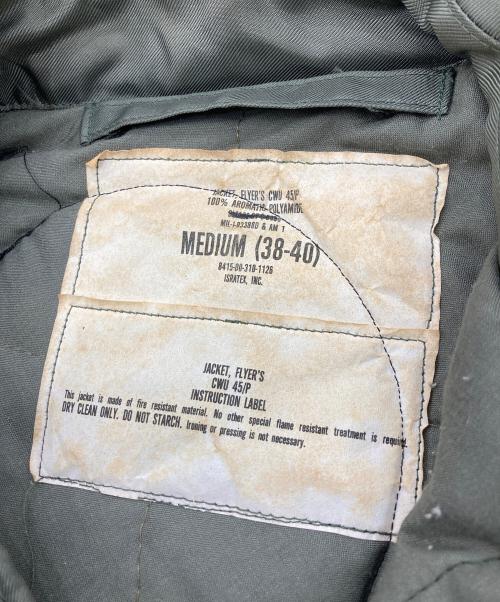 JACKET, FLYER'S CWU 45/P
100% AROMATIC POLYAMIDE
MEDIUM (38-40)
8415-00-310-1126
ISRATEX, INC.
JACKET, FLYER'S
CWU 45/P
INSTRUCTION LABEL
This jacket is made of fire resistant material. No other special flame resistant treatment is
DRY CLEAN ONLY. DO NOT STARCH. Ironing or pressing is not necessary.